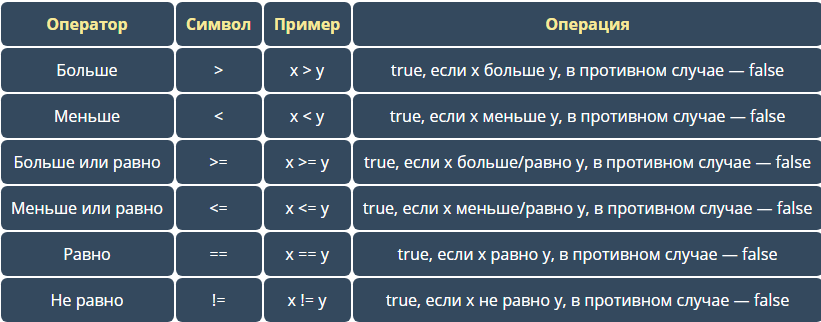 Оператор Символ Пример Операция
Больше > x > y true, если x больше y, в противном случае — false
Меньше < x < y true, если x меньше y, в противном случае — false
Больше или равно >= x >= y true, если x больше/равно y, в противном случае — false
Меньше или равно <= x <= y true, если x меньше/равно y, в противном случае — false
Равно == x == y true, если x равно y, в противном случае — false
Не равно != x != y true, если x не равно y, в противном случае — false